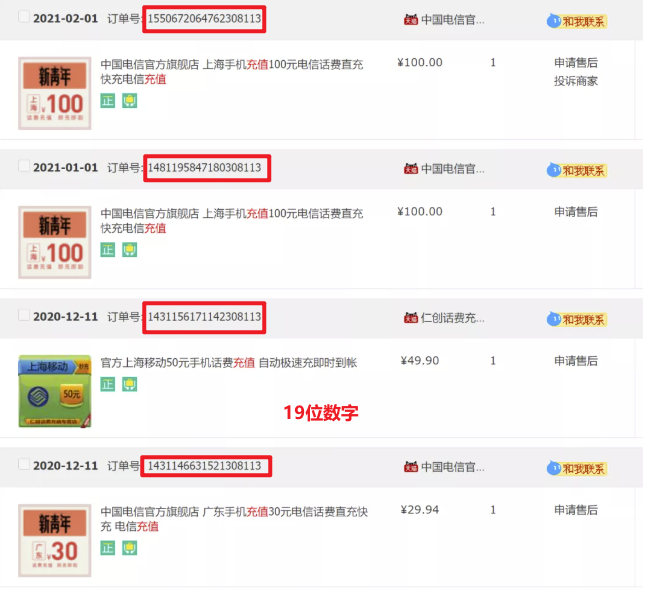 2021-02-01 订单号:1550672064762308113 天猫 中国电信官... 和我联系
新青年
上海 ¥100
中国电信官方旗舰店 上海手机充值100元电信话费直充 ¥100.00 1 申请售后
快充电信充值 投诉商家
正
2021-01-01 订单号:1481195847180308113 天猫 中国电信官... 和我联系
新青年
上海 ¥100
中国电信官方旗舰店 上海手机充值100元电信话费直充 ¥100.00 1 申请售后
快充电信充值
正
2020-12-11 订单号:1431156171142308113 天猫 仁创话费充... 和我联系
上海移动
50元
官方上海移动50元手机话费充值 自动极速充即时到帐 ¥49.90 1 申请售后
正
19位数字
2020-12-11 订单号:1431146631521308113 天猫 中国电信官... 和我联系
新青年
广东 ¥30
中国电信官方旗舰店 广东手机充值30元电信话费直充快 ¥29.94 1 申请售后
充 电信充值
正